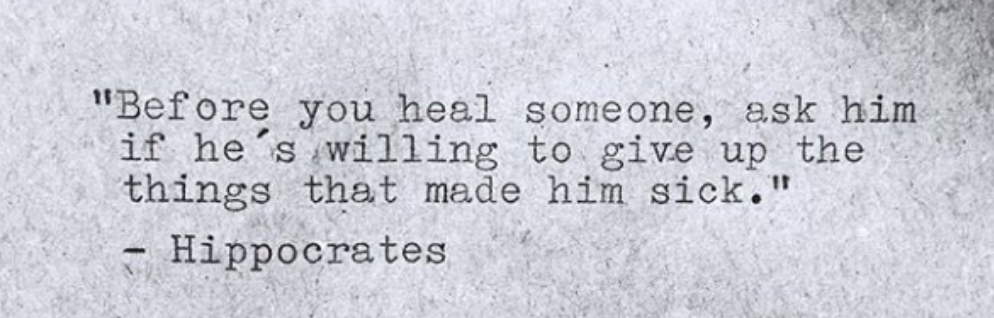 "Before you heal someone, ask him
if he´s willing to give up the
things that made him sick."
- Hippocrates